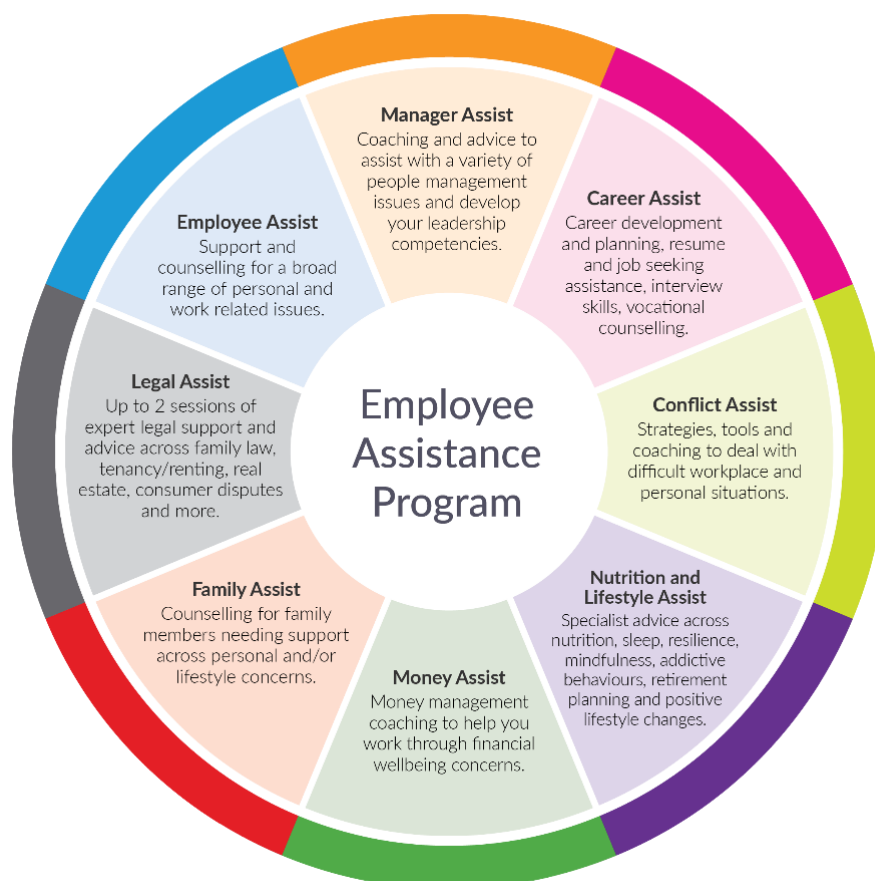 Manager Assist
Coaching and advice to
assist with a variety of
people management
issues and develop
your leadership
competencies.
Career Assist
Career development
and planning, resume
and job seeking
assistance, interview
skills, vocational
counselling.
Conflict Assist
Strategies, tools and
coaching to deal with
difficult workplace and
personal situations.
Nutrition and
Lifestyle Assist
Specialist advice across
nutrition, sleep, resilience,
mindfulness, addictive
behaviours, retirement
planning and positive
lifestyle changes.
Money Assist
Money management
coaching to help you
work through financial
wellbeing concerns.
Family Assist
Counselling for family
members needing support
across personal and/or
lifestyle concerns.
Legal Assist
Up to 2 sessions of
expert legal support and
advice across family law,
tenancy/renting, real
estate, consumer disputes
and more.
Employee Assist
Support and
counselling for a broad
range of personal and
work related issues.
Employee
Assistance
Program